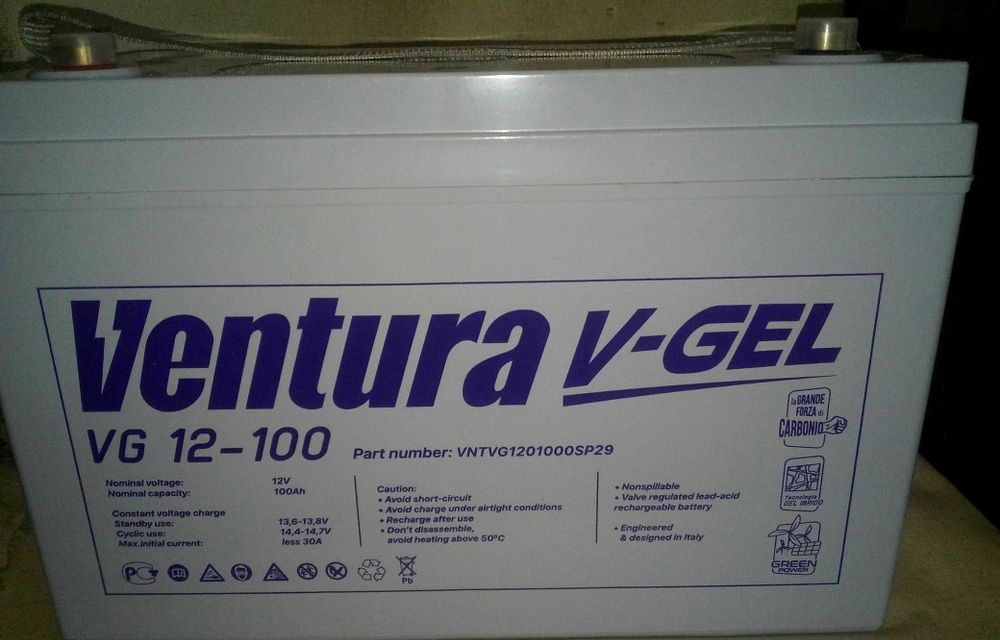 Ventura V-GEL
VG 12-100
Part number: VNTVG1201000SP29
Nominal voltage: 12V
Nominal capacity: 100Ah
Constant voltage charge
Standby use: 13,6-13,8V
Cyclic use: 14,4-14,7V
Max.initial current: less 30A
Caution:
• Avoid short-circuit
• Avoid charge under airtight conditions
• Recharge after use
• Don't disassemble,
avoid heating above 50°C
• Nonspillable
• Valve regulated lead-acid
rechargeable battery
• Engineered
& designed in Italy
la GRANDE
FORZA di
CARBONIO
Tecnologia
GEL IBRIDO
GREEN
POWER
Pb